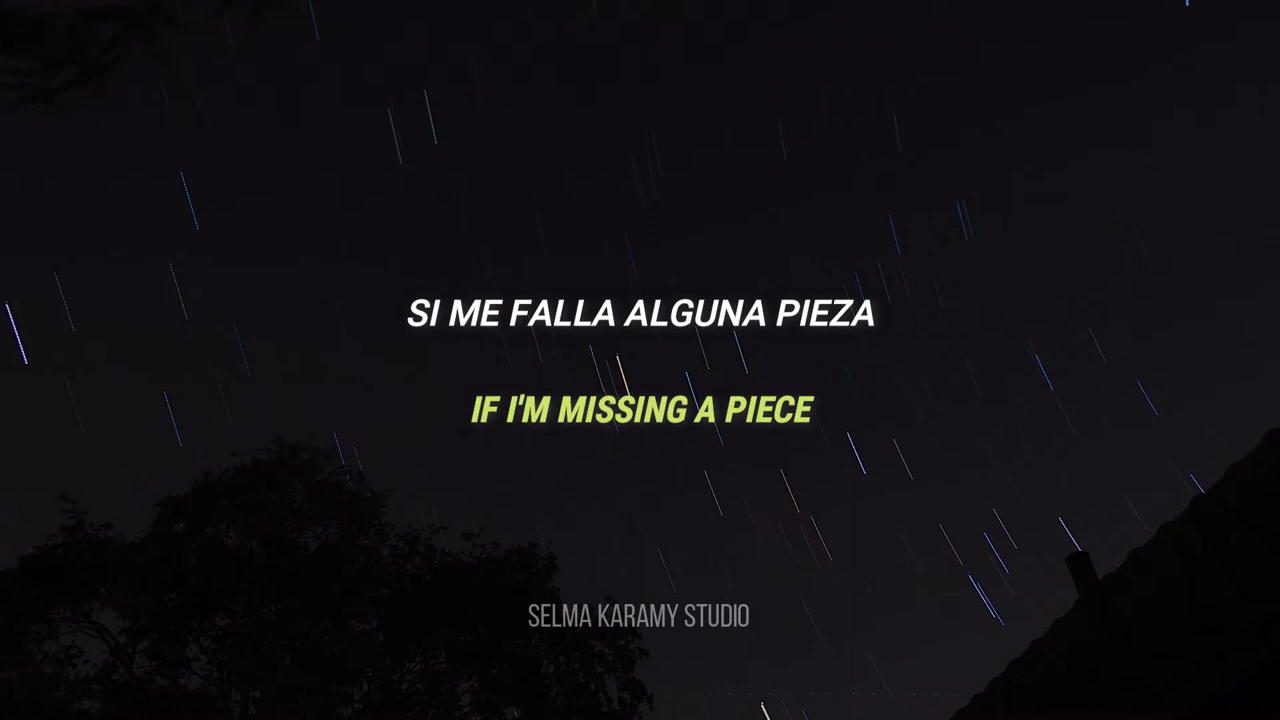 SI ME FALLA ALGUNA PIEZA
IF I'M MISSING A PIECE
SELMA KARAMY STUDIO